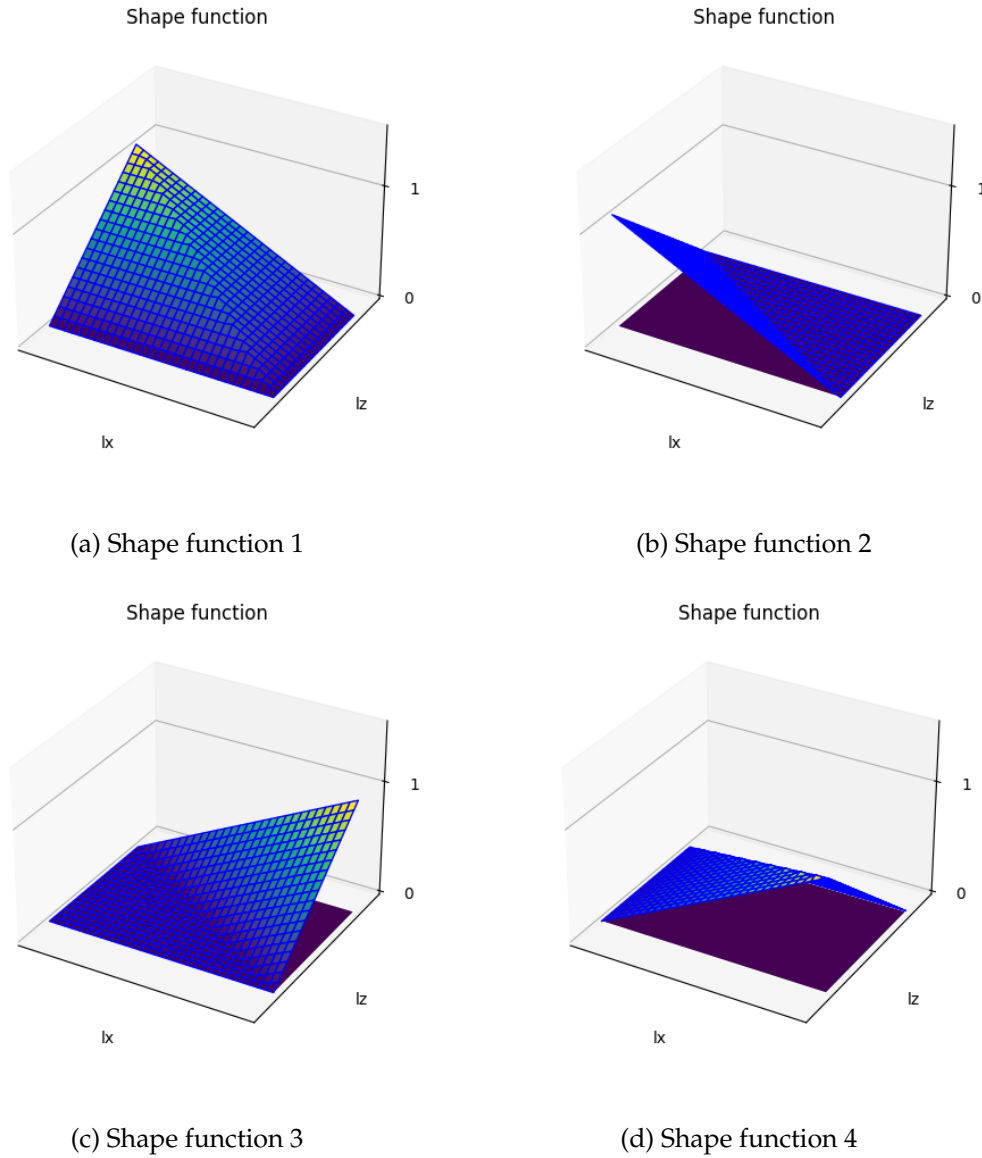 Shape function
Shape function
1
0
lz
lx
1
0
lz
lx
(a) Shape function 1
(b) Shape function 2
Shape function
Shape function
1
0
lz
lx
1
0
lz
lx
(c) Shape function 3
(d) Shape function 4